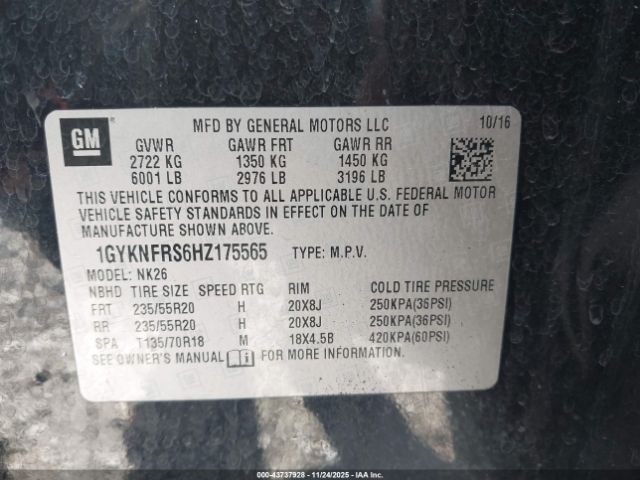 GM
MFD BY GENERAL MOTORS LLC 10/16
GVWR GAWR FRT GAWR RR
2722 KG 1350 KG 1450 KG
6001 LB 2976 LB 3196 LB
THIS VEHICLE CONFORMS TO ALL APPLICABLE U.S. FEDERAL MOTOR
VEHICLE SAFETY STANDARDS IN EFFECT ON THE DATE OF
MANUFACTURE SHOWN ABOVE.
1GYKNFRS6HZ175565 TYPE: M.P.V.
MODEL: NK26
NBHD TIRE SIZE SPEED RTG RIM COLD TIRE PRESSURE
FRT 235/55R20 H 20X8J 250KPA(36PSI)
RR 235/55R20 H 20X8J 250KPA(36PSI)
SPA T135/70R18 M 18X4.5B 420KPA(60PSI)
SEE OWNER'S MANUAL FOR MORE INFORMATION.
000-43737928 - 11/24/2025 - IAAI.COM